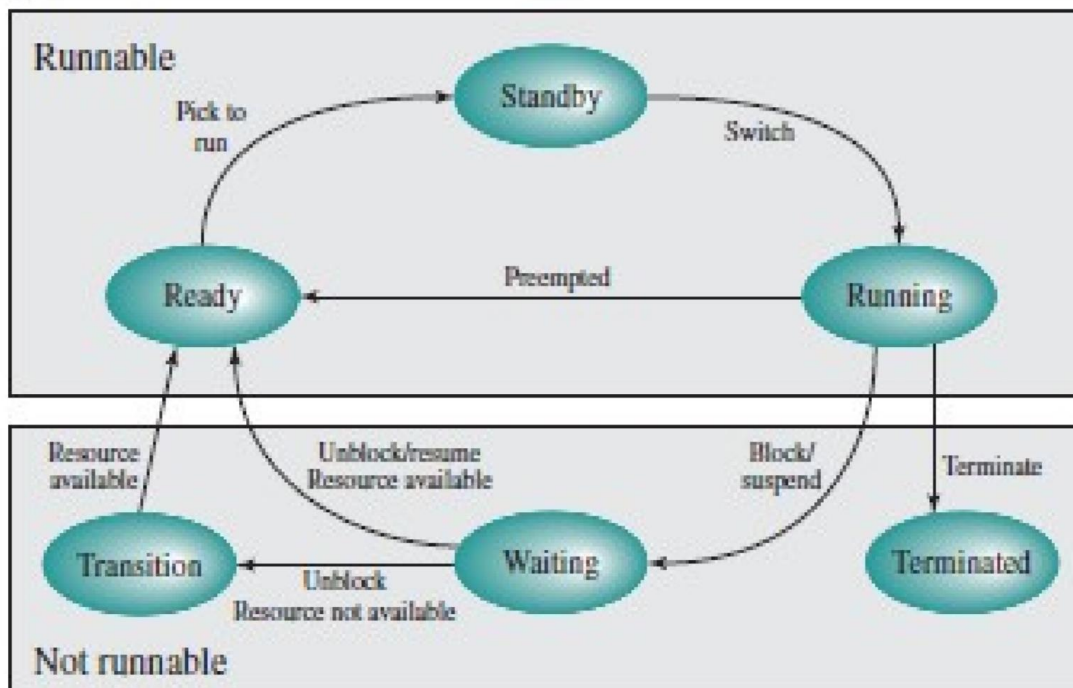 Runnable
Standby
Pick to
run
Switch
Ready
Preempted
Running
Resource
available
Unblock/resume
Resource available
Block/
suspend
Terminate
Transition
Waiting
Terminated
Unblock
Resource not available
Not runnable